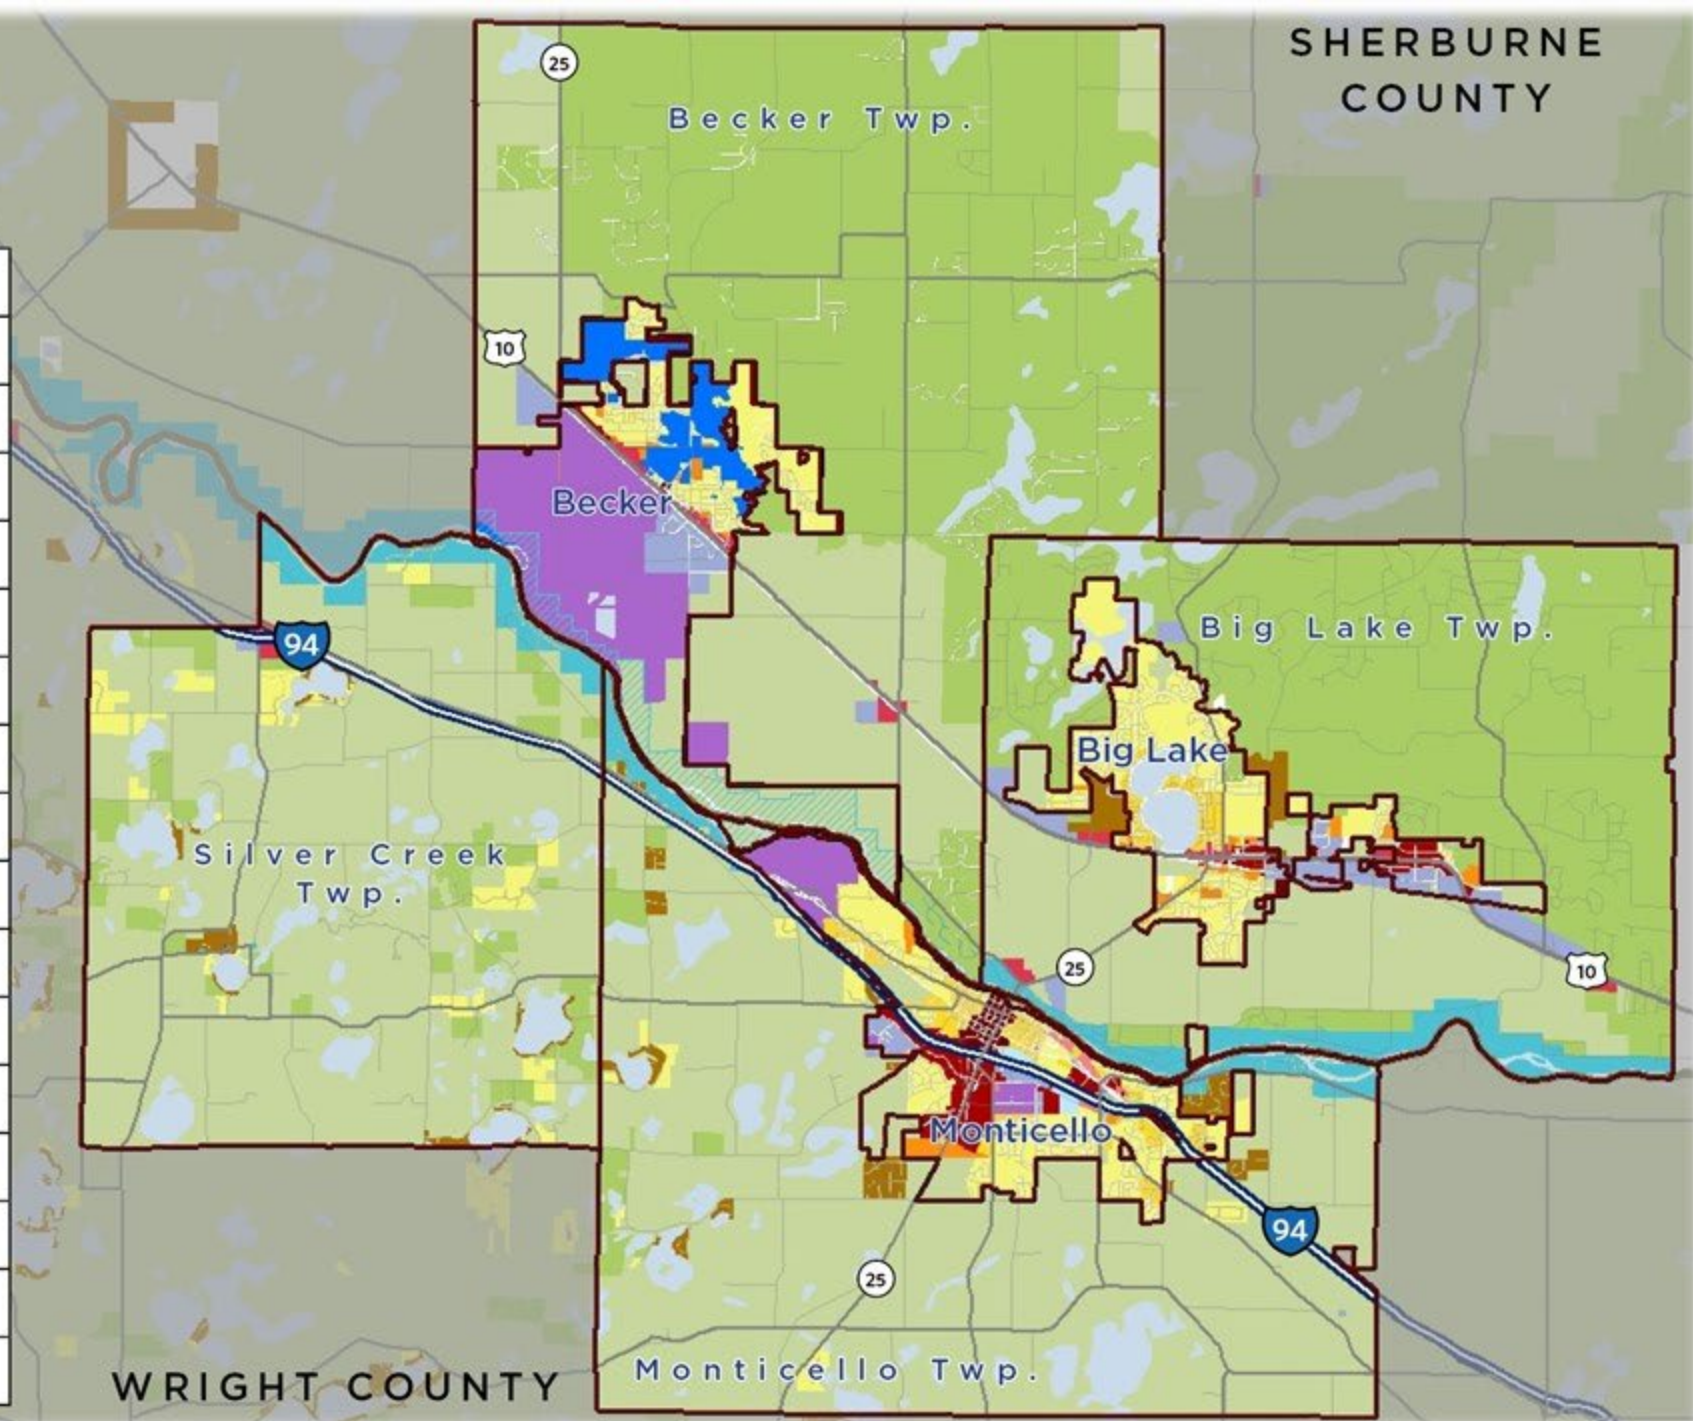 SHERBURNE
COUNTY
25
Becker Twp.
10
Becker
94
Big Lake Twp.
Big Lake
Silver Creek
Twp.
25
10
Monticello
94
25
Monticello Twp.
WRIGHT COUNTY